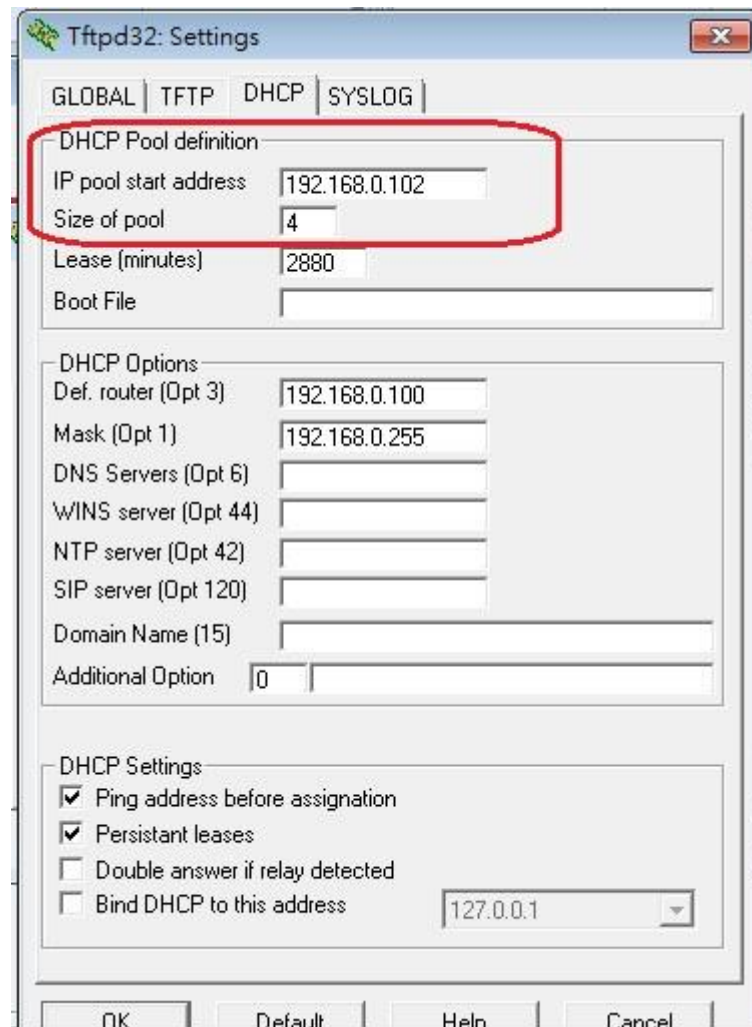 Tftpd32: Settings
GLOBAL TFTP DHCP SYSLOG
DHCP Pool definition
IP pool start address 192.168.0.102
Size of pool 4
Lease (minutes) 2880
Boot File
DHCP Options
Def. router (Opt 3) 192.168.0.100
Mask (Opt 1) 192.168.0.255
DNS Servers (Opt 6)
WINS server (Opt 44)
NTP server (Opt 42)
SIP server (Opt 120)
Domain Name (15)
Additional Option 0
DHCP Settings
Ping address before assignation
Persistant leases
Double answer if relay detected
Bind DHCP to this address 127.0.0.1
OK Default Help Cancel